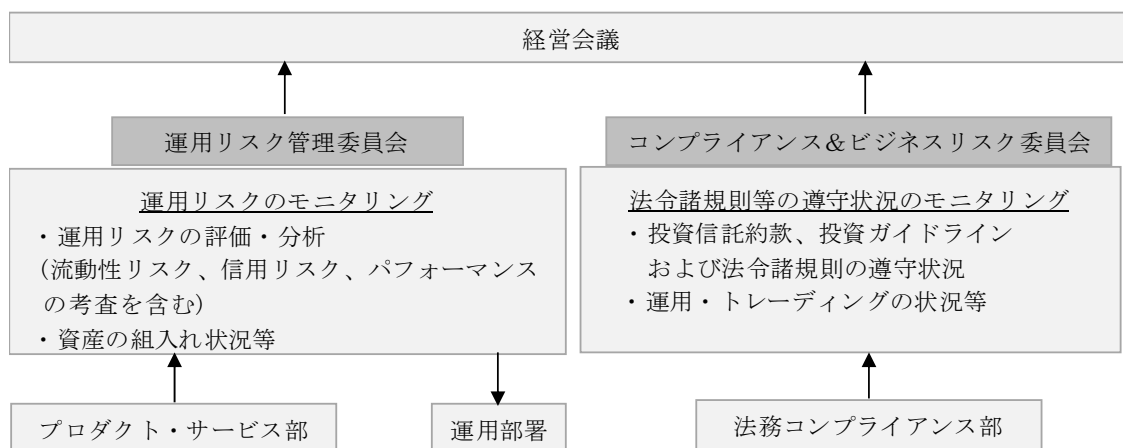 経営会議
運用リスク管理委員会
運用リスクのモニタリング
・運用リスクの評価・分析
(流動性リスク、信用リスク、パフォーマンス
の考査を含む)
・資産の組入れ状況等
プロダクト・サービス部
運用部署
コンプライアンス&ビジネスリスク委員会
法令諸規則等の遵守状況のモニタリング
・投資信託約款、投資ガイドライン
および法令諸規則の遵守状況
・運用・トレーディングの状況等
法務コンプライアンス部